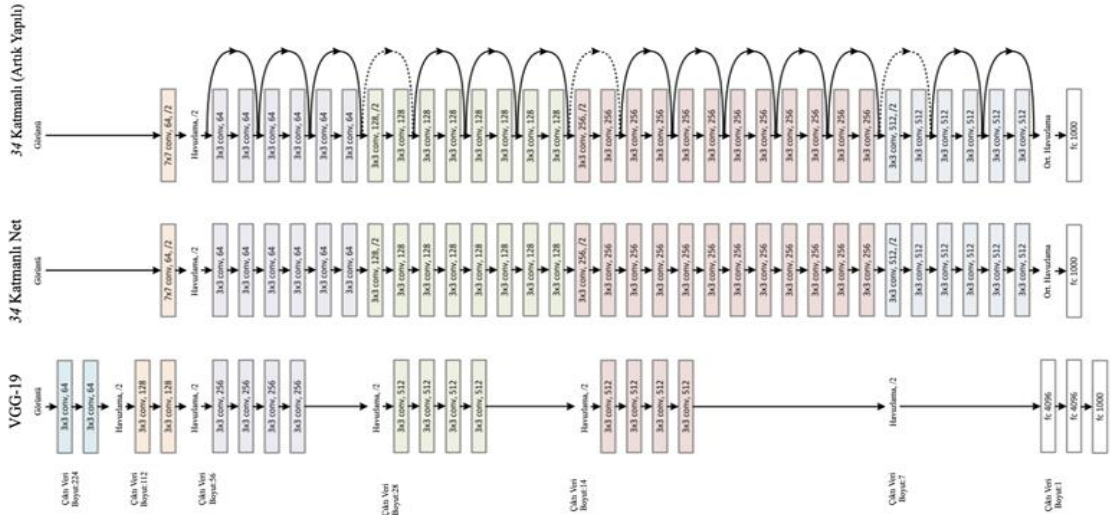 Çıktı Veri
Boyut:224
Çıktı Veri
Boyut:112
Çıktı Veri
Boyut:56
Çıktı Veri
Boyut:28
Çıktı Veri
Boyut:14
Çıktı Veri
Boyut:7
Çıktı Veri
Boyut:1
VGG-19
Görüntü
3x3 conv, 64
3x3 conv, 64
Havuzlama, /2
3x3 conv, 128
3x3 conv, 128
Havuzlama, /2
3x3 conv, 256
3x3 conv, 256
3x3 conv, 256
3x3 conv, 256
Havuzlama, /2
3x3 conv, 512
3x3 conv, 512
3x3 conv, 512
3x3 conv, 512
Havuzlama, /2
3x3 conv, 512
3x3 conv, 512
3x3 conv, 512
3x3 conv, 512
Havuzlama, /2
fc 4096
fc 4096
fc 1000
34 Katmanlı Net
Görüntü
7x7 conv, 64, /2
Havuzlama, /2
3x3 conv, 64
3x3 conv, 64
3x3 conv, 64
3x3 conv, 64
3x3 conv, 64
3x3 conv, 64
3x3 conv, 128, /2
3x3 conv, 128
3x3 conv, 128
3x3 conv, 128
3x3 conv, 128
3x3 conv, 128
3x3 conv, 128
3x3 conv, 128
3x3 conv, 256, /2
3x3 conv, 256
3x3 conv, 256
3x3 conv, 256
3x3 conv, 256
3x3 conv, 256
3x3 conv, 256
3x3 conv, 256
3x3 conv, 256
3x3 conv, 256
3x3 conv, 256
3x3 conv, 256
3x3 conv, 512, /2
3x3 conv, 512
3x3 conv, 512
3x3 conv, 512
3x3 conv, 512
3x3 conv, 512
Ort. Havuzlama
fc 1000
34 Katmanlı (Artık Yapılı)
Görüntü
7x7 conv, 64, /2
Havuzlama, /2
3x3 conv, 64
3x3 conv, 64
3x3 conv, 64
3x3 conv, 64
3x3 conv, 64
3x3 conv, 64
3x3 conv, 128, /2
3x3 conv, 128
3x3 conv, 128
3x3 conv, 128
3x3 conv, 128
3x3 conv, 128
3x3 conv, 128
3x3 conv, 128
3x3 conv, 256, /2
3x3 conv, 256
3x3 conv, 256
3x3 conv, 256
3x3 conv, 256
3x3 conv, 256
3x3 conv, 256
3x3 conv, 256
3x3 conv, 256
3x3 conv, 256
3x3 conv, 256
3x3 conv, 256
3x3 conv, 512, /2
3x3 conv, 512
3x3 conv, 512
3x3 conv, 512
3x3 conv, 512
3x3 conv, 512
Ort. Havuzlama
fc 1000